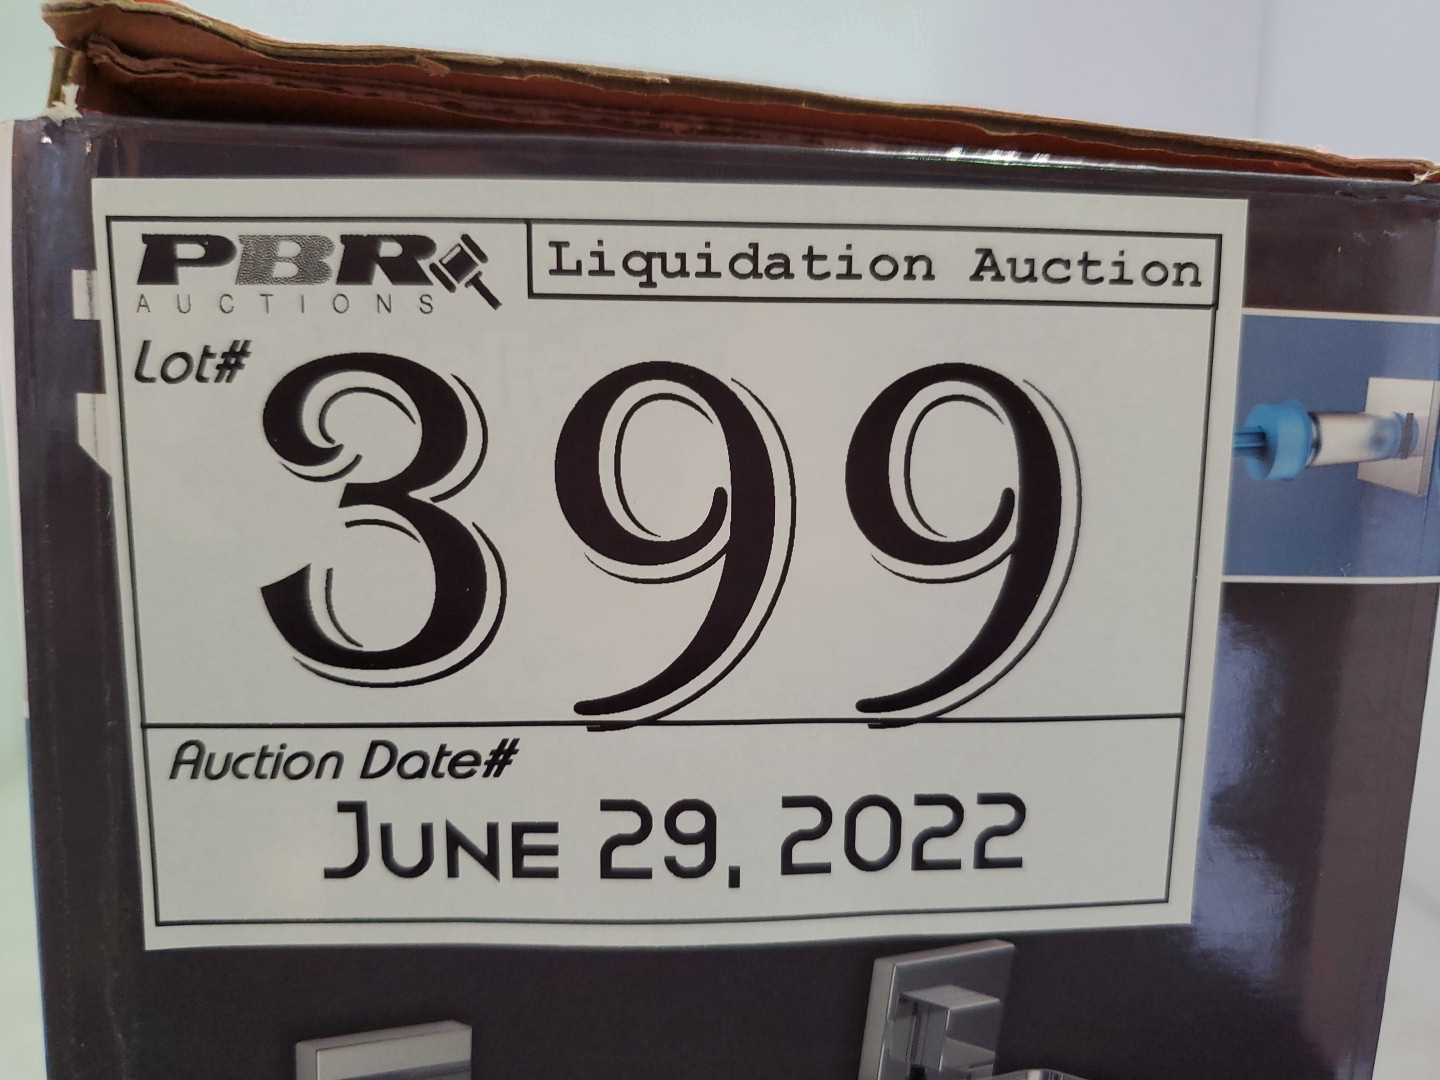 PBR
AUCTIONS
Liquidation Auction
Lot#
399
Auction Date#
June 29, 2022